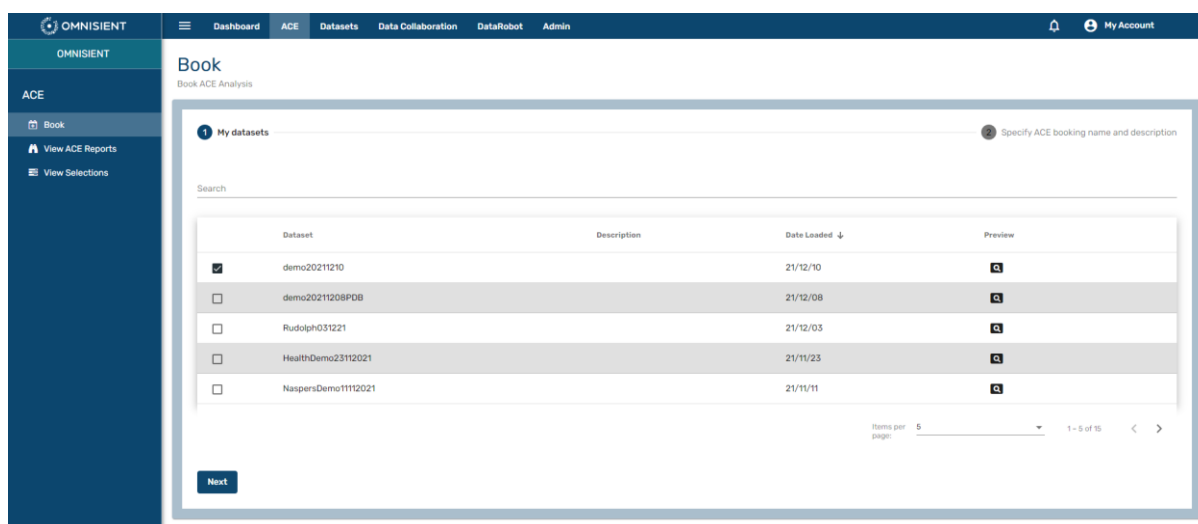 OMNISIENT
Dashboard ACE Datasets Data Collaboration DataRobot Admin
My Account
OMNISIENT
ACE
Book
View ACE Reports
View Selections
Book
Book ACE Analysis
1 My datasets
2 Specify ACE booking name and description
Search
Dataset Description Date Loaded Preview
demo20211210 21/12/10
demo20211208PDB 21/12/08
Rudolph031221 21/12/03
HealthDemo23112021 21/11/23
NaspersDemo11112021 21/11/11
Items per page: 5 1 - 5 of 15
Next